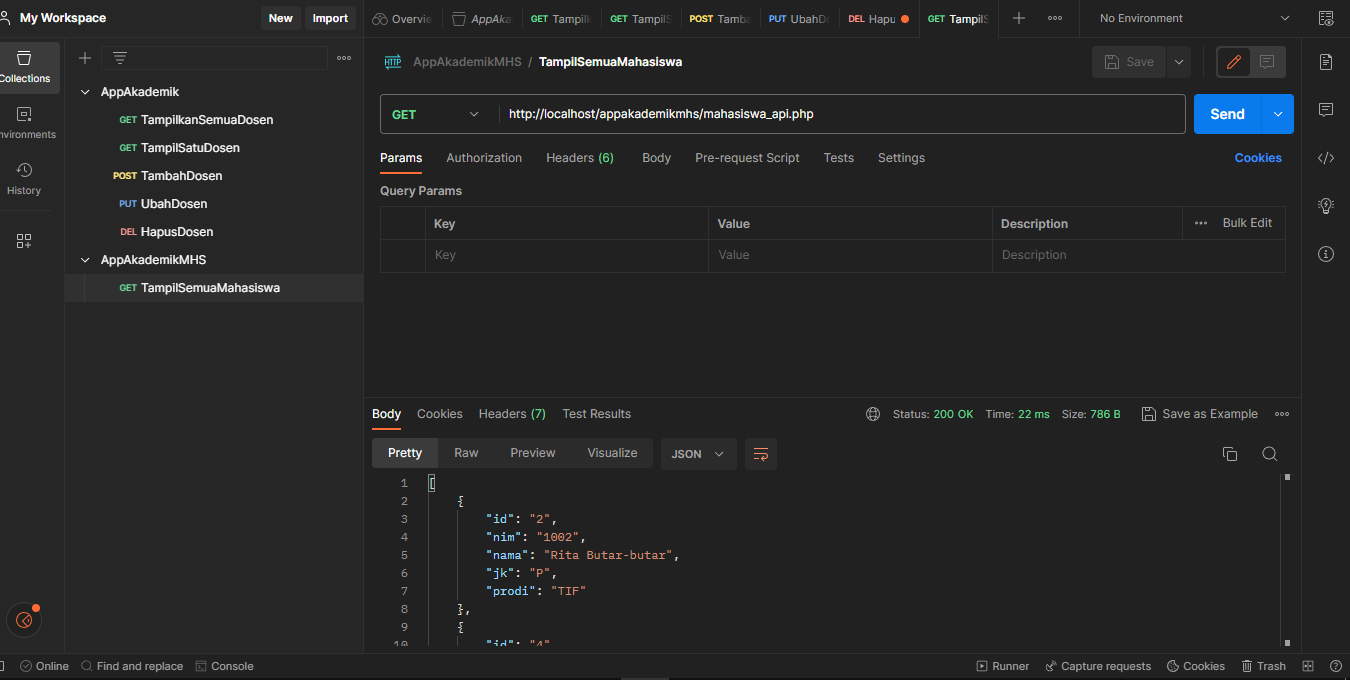 My Workspace
New
Import
Overvie
AppAka
GET Tampilk
GET TampilS
POST Tamba
PUT UbahDo
DEL Hapu
GET TampilS
No Environment
Collections
nvironments
History
AppAkademik
GET TampilkanSemuaDosen
GET TampilSatuDosen
POST TambahDosen
PUT UbahDosen
DEL HapusDosen
AppAkademikMHS
GET TampilSemuaMahasiswa
HTTP AppAkademikMHS / TampilSemuaMahasiswa
Save
GET
http://localhost/appakademikmhs/mahasiswa_api.php
Send
Params Authorization Headers (6) Body Pre-request Script Tests Settings
Cookies
Query Params
Key Value Description Bulk Edit
Key Value Description
Body Cookies Headers (7) Test Results
Status: 200 OK Time: 22 ms Size: 786 B Save as Example
Pretty Raw Preview Visualize JSON
1 [
2 {
3 "id": "2",
4 "nim": "1002",
5 "nama": "Rita Butar-butar",
6 "jk": "P",
7 "prodi": "TIF"
8 },
9 {
10 "id": "4"
Online Find and replace Console
Runner Capture requests Cookies Trash